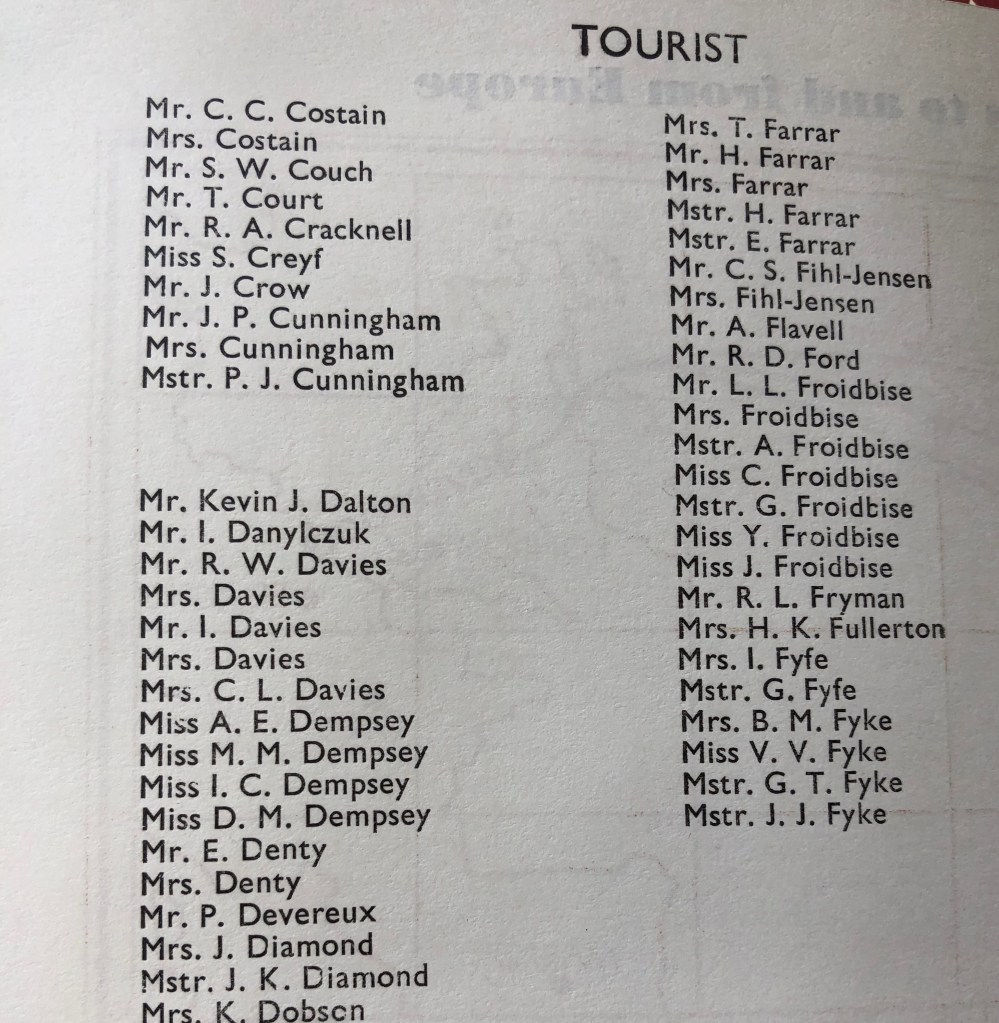 TOURIST
Mr. C. C. Costain
Mrs. Costain
Mr. S. W. Couch
Mr. T. Court
Mr. R. A. Cracknell
Miss S. Creyf
Mr. J. Crow
Mr. J. P. Cunningham
Mrs. Cunningham
Mstr. P. J. Cunningham
Mr. Kevin J. Dalton
Mr. I. Danylczuk
Mr. R. W. Davies
Mrs. Davies
Mr. I. Davies
Mrs. Davies
Mrs. C. L. Davies
Miss A. E. Dempsey
Miss M. M. Dempsey
Miss I. C. Dempsey
Miss D. M. Dempsey
Mr. E. Denty
Mrs. Denty
Mr. P. Devereux
Mrs. J. Diamond
Mstr. J. K. Diamond
Mrs. K. Dobson
Mrs. T. Farrar
Mr. H. Farrar
Mrs. Farrar
Mstr. H. Farrar
Mstr. E. Farrar
Mr. C. S. Fihl-Jensen
Mrs. Fihl-Jensen
Mr. A. Flavell
Mr. R. D. Ford
Mr. L. L. Froidbise
Mrs. Froidbise
Mstr. A. Froidbise
Miss C. Froidbise
Mstr. G. Froidbise
Miss Y. Froidbise
Miss J. Froidbise
Mr. R. L. Fryman
Mrs. H. K. Fullerton
Mrs. I. Fyfe
Mstr. G. Fyfe
Mrs. B. M. Fyke
Miss V. V. Fyke
Mstr. G. T. Fyke
Mstr. J. J. Fyke
to and from Europe